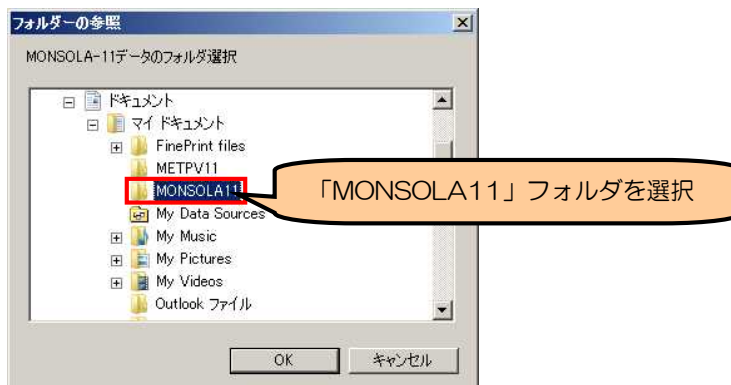 フォルダーの参照
MONSOLA-11データのフォルダ選択
ドキュメント
マイ ドキュメント
FinePrint files
METPV11
MONSOLA11
「MONSOLA11」フォルダを選択
My Data Sources
My Music
My Pictures
My Videos
Outlook ファイル
OK
キャンセル